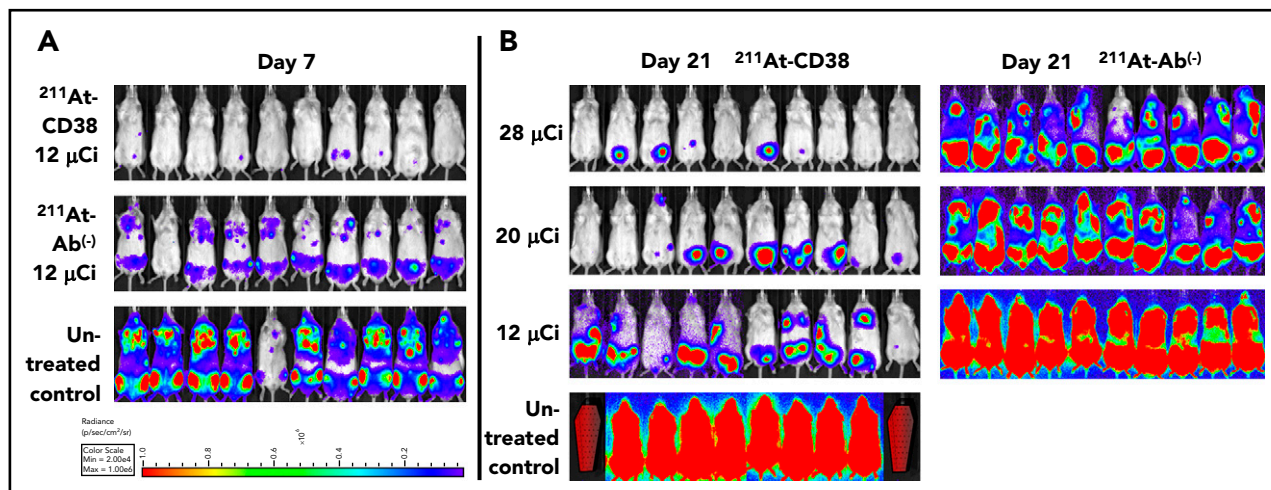 A
Day 7
²¹¹At-
CD38
12 μCi
²¹¹At-
Ab⁽⁻⁾
12 μCi
Un-
treated
control
Radiance
(p/sec/cm²/sr)
Color Scale
Min = 2.00e4
Max = 1.00e6
1.0
0.8
0.6
×10⁶
0.4
0.2
B
Day 21 ²¹¹At-CD38
Day 21 ²¹¹At-Ab⁽⁻⁾
28 μCi
20 μCi
12 μCi
Un-
treated
control